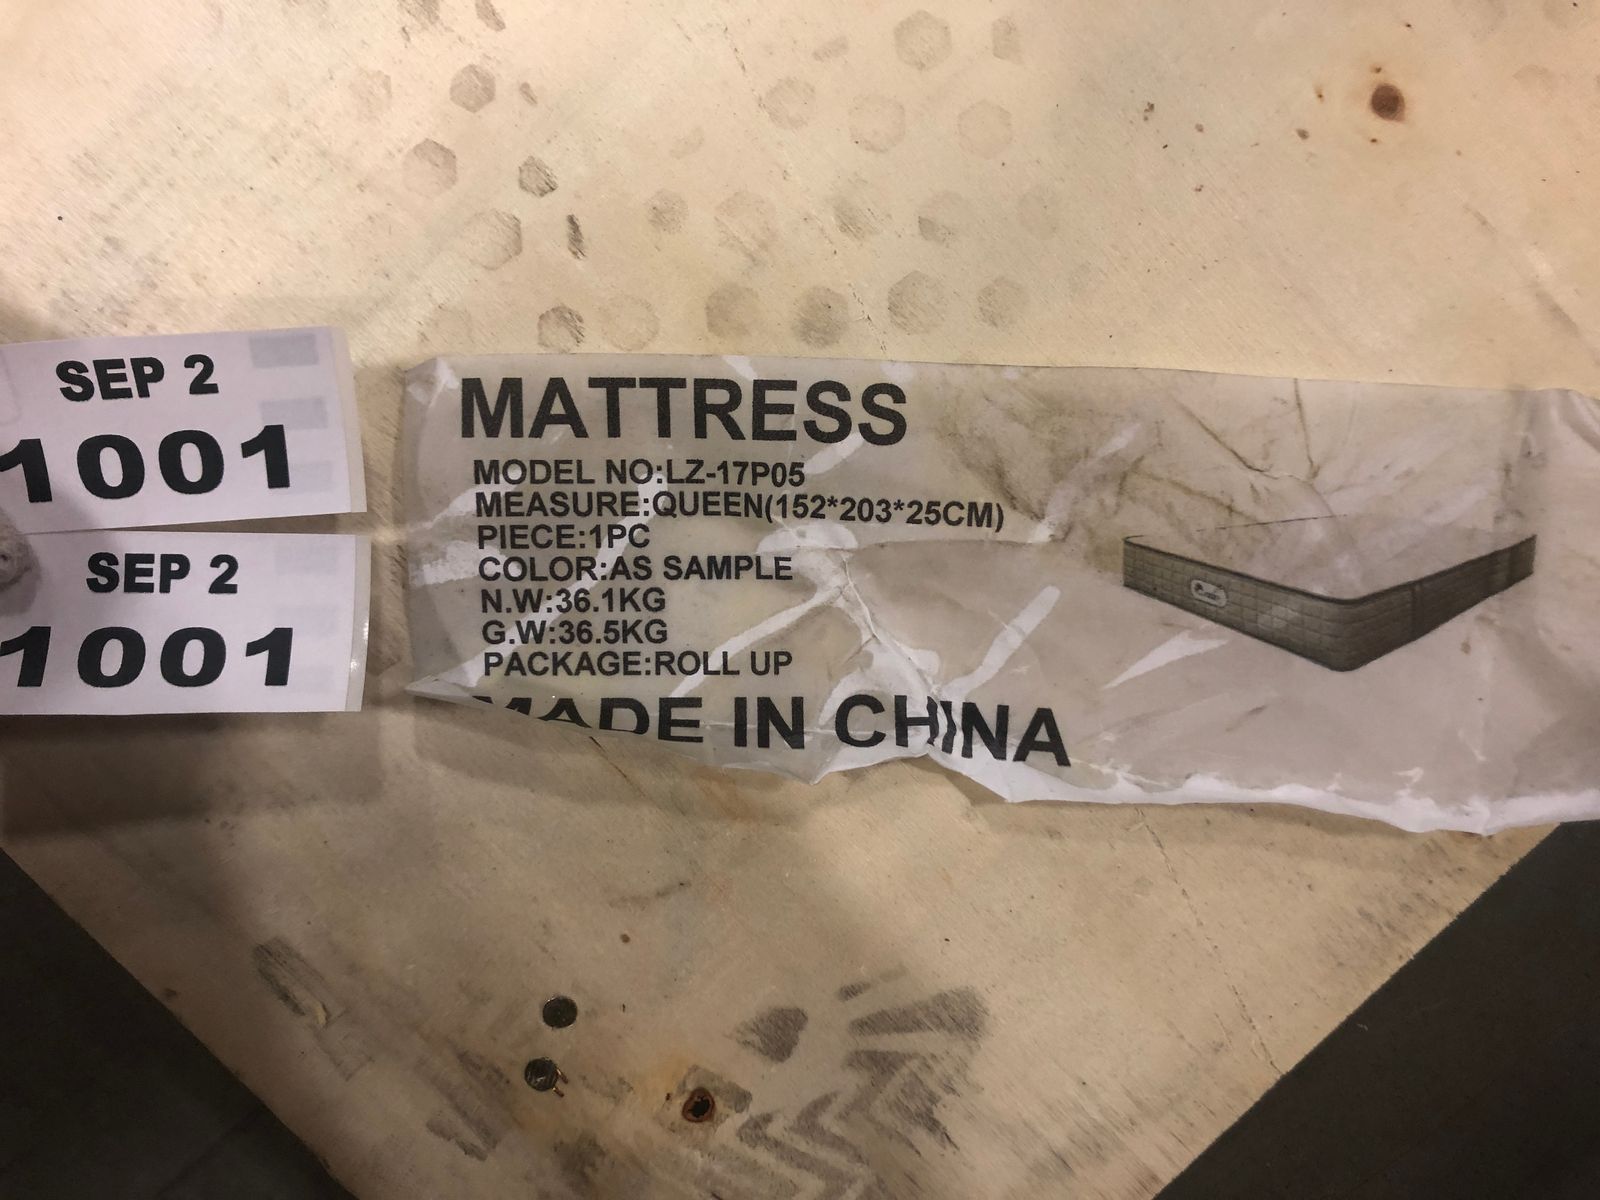 SEP 2
1001
SEP 2
1001
MATTRESS
MODEL NO:LZ-17P05
MEASURE:QUEEN(152*203*25CM)
PIECE:1PC
COLOR:AS SAMPLE
N.W:36.1KG
G.W:36.5KG
PACKAGE:ROLL UP
MADE IN CHINA